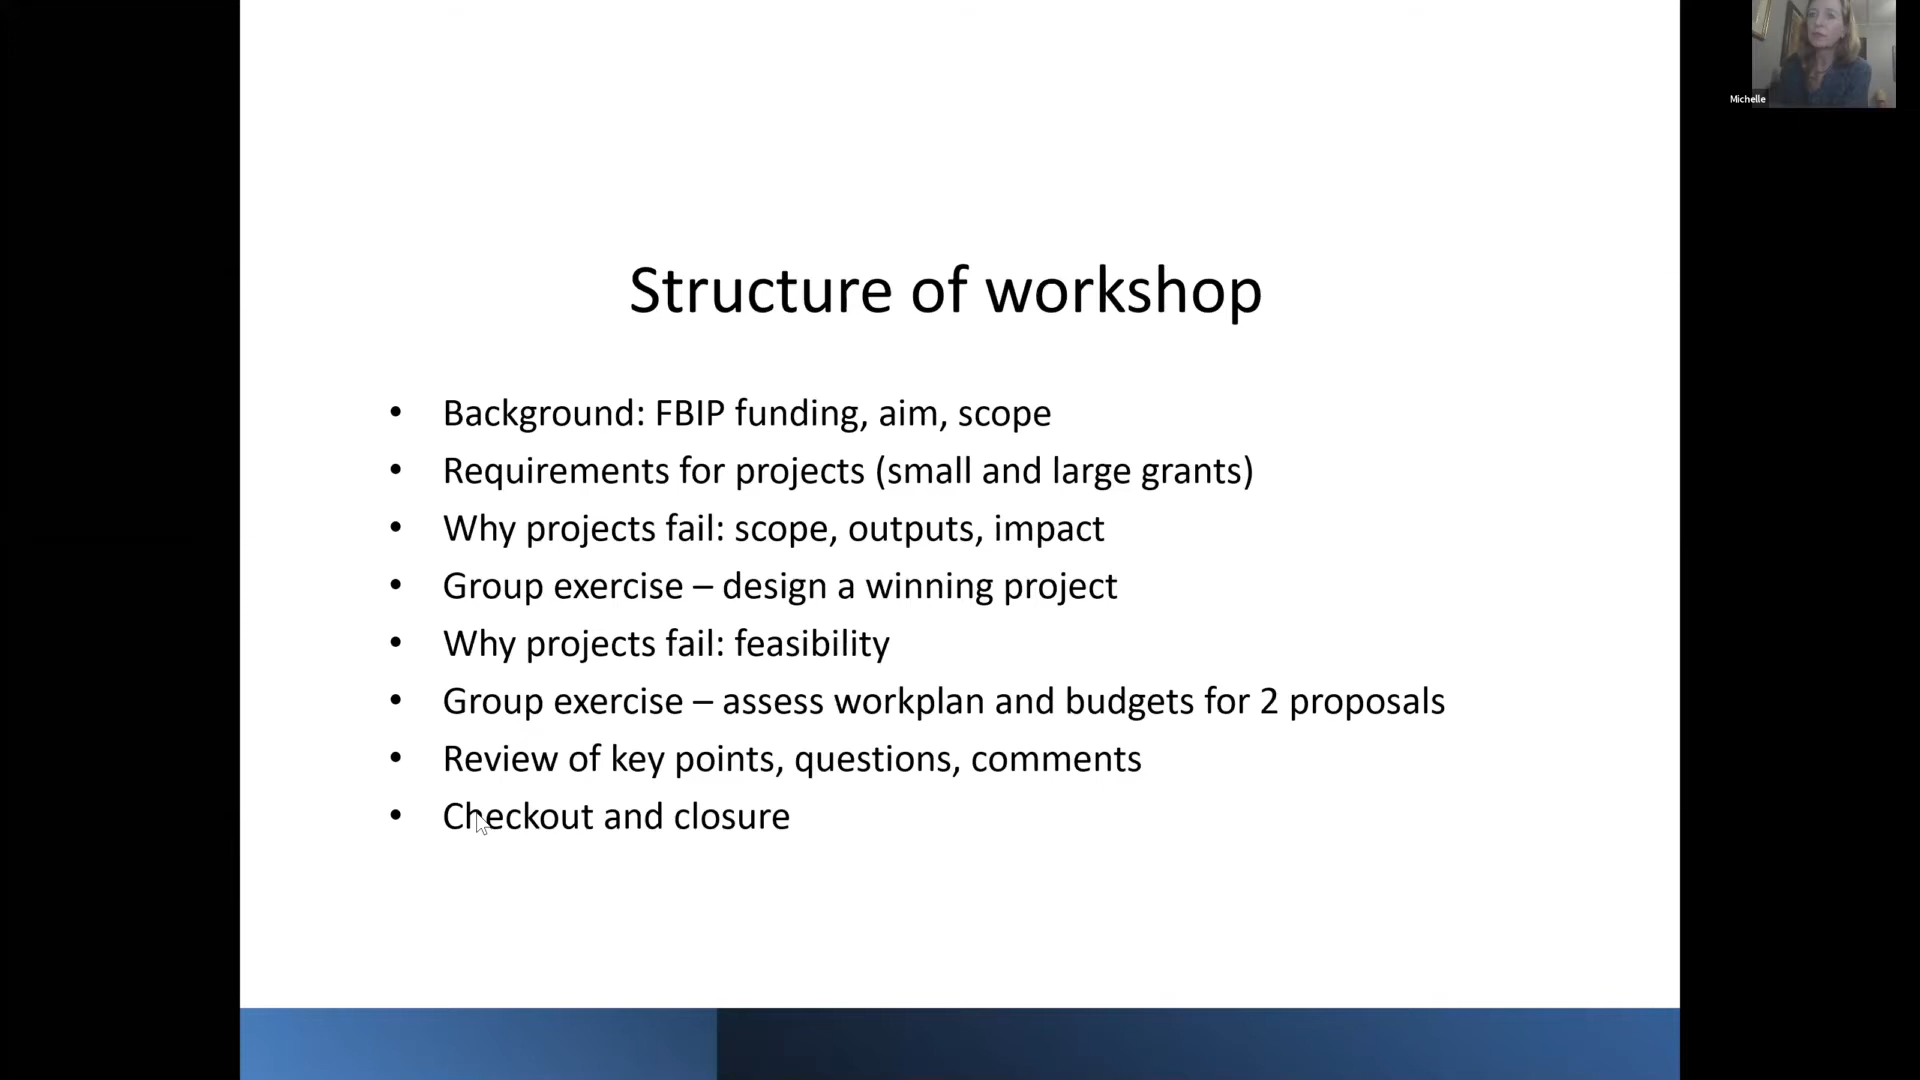 Michelle
Structure of workshop
• Background: FBIP funding, aim, scope
• Requirements for projects (small and large grants)
• Why projects fail: scope, outputs, impact
• Group exercise – design a winning project
• Why projects fail: feasibility
• Group exercise – assess workplan and budgets for 2 proposals
• Review of key points, questions, comments
• Checkout and closure